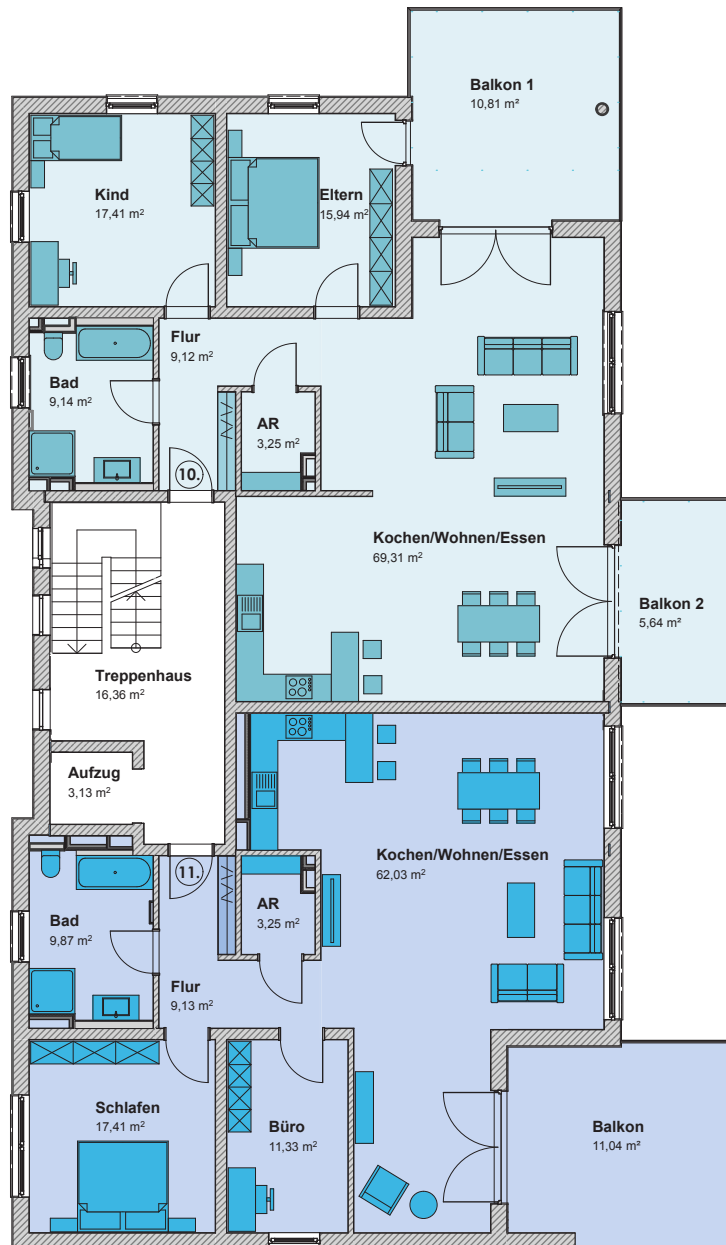 Balkon 1
10,81 m²
Kind
17,41 m²
Eltern
15,94 m²
Flur
9,12 m²
Bad
9,14 m²
AR
3,25 m²
10.
Kochen/Wohnen/Essen
69,31 m²
Balkon 2
5,64 m²
Treppenhaus
16,36 m²
Aufzug
3,13 m²
11.
Kochen/Wohnen/Essen
62,03 m²
Bad
9,87 m²
AR
3,25 m²
Flur
9,13 m²
Schlafen
17,41 m²
Büro
11,33 m²
Balkon
11,04 m²